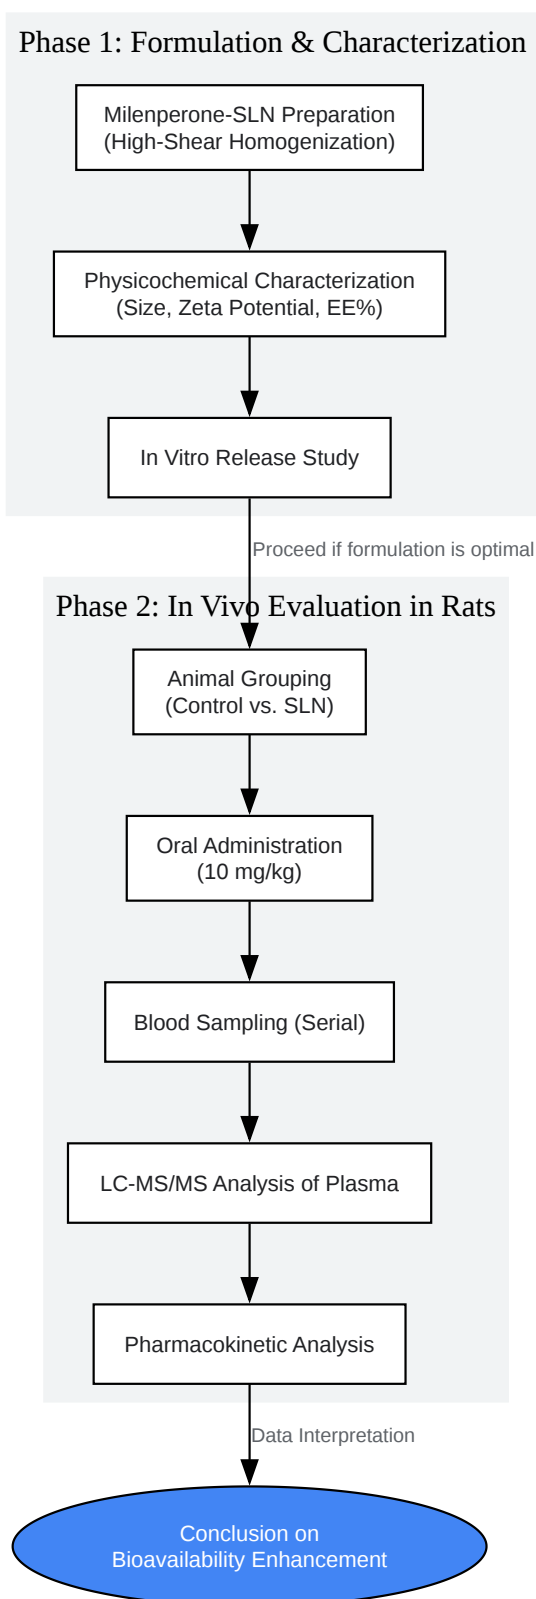 Phase 1: Formulation & Characterization
Milenperone-SLN Preparation
(High-Shear Homogenization)
Physicochemical Characterization
(Size, Zeta Potential, EE%)
In Vitro Release Study
Proceed if formulation is optimal
Phase 2: In Vivo Evaluation in Rats
Animal Grouping
(Control vs. SLN)
Oral Administration
(10 mg/kg)
Blood Sampling (Serial)
LC-MS/MS Analysis of Plasma
Pharmacokinetic Analysis
Data Interpretation
Conclusion on
Bioavailability Enhancement